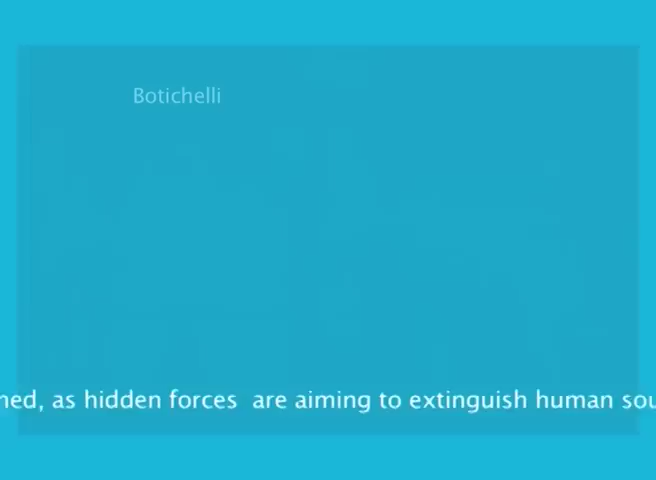 Botichelli
, as hidden forces are aiming to extinguish human